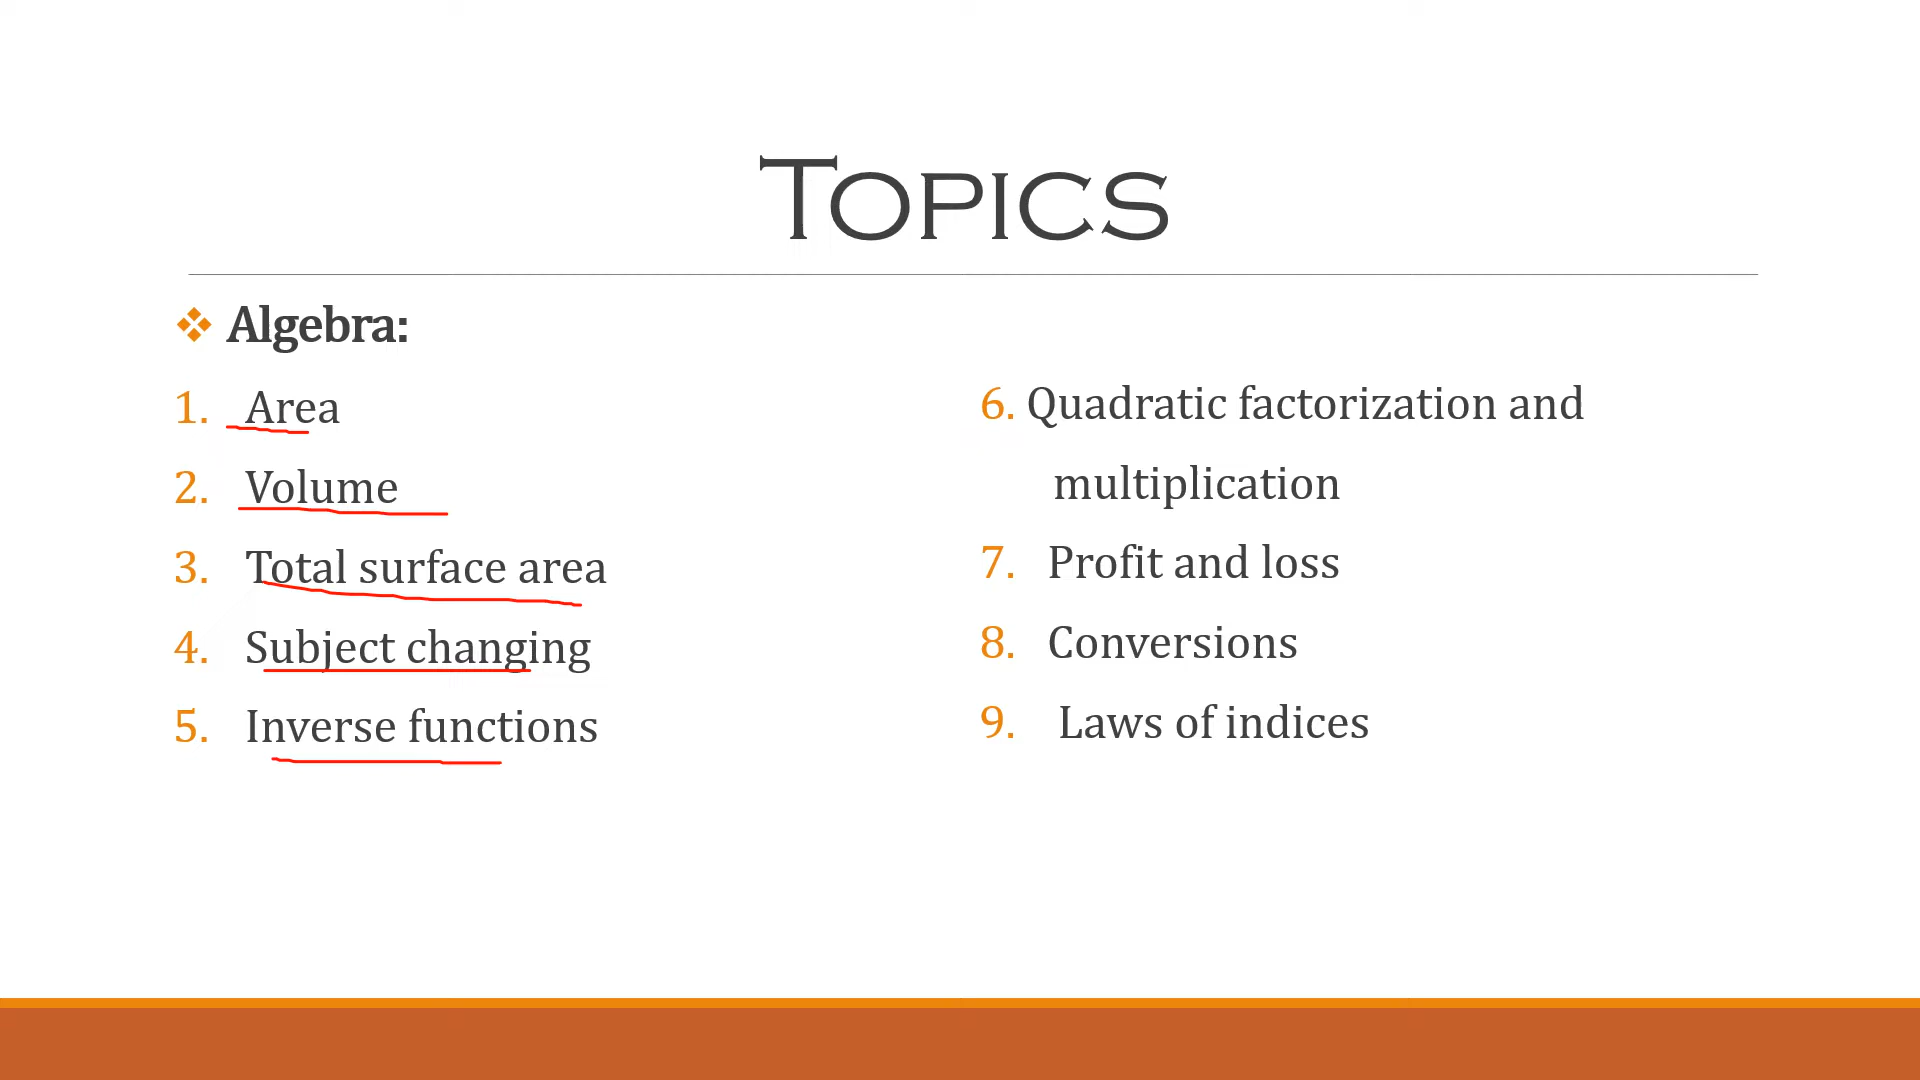 Topics
Algebra:
1. Area
2. Volume
3. Total surface area
4. Subject changing
5. Inverse functions
6. Quadratic factorization and
multiplication
7. Profit and loss
8. Conversions
9. Laws of indices